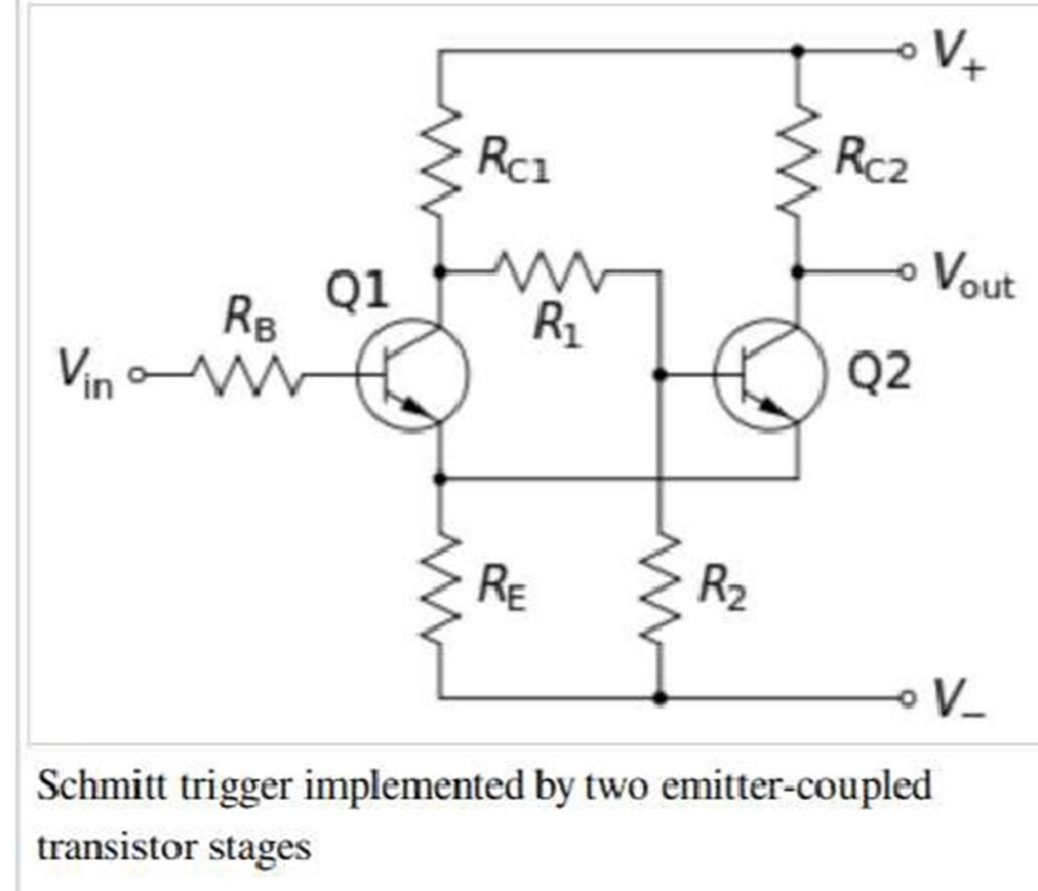 V+
RC1
RC2
Q1
Vout
RB
R1
Vin
Q2
RE
R2
V−
Schmitt trigger implemented by two emitter-coupled
transistor stages